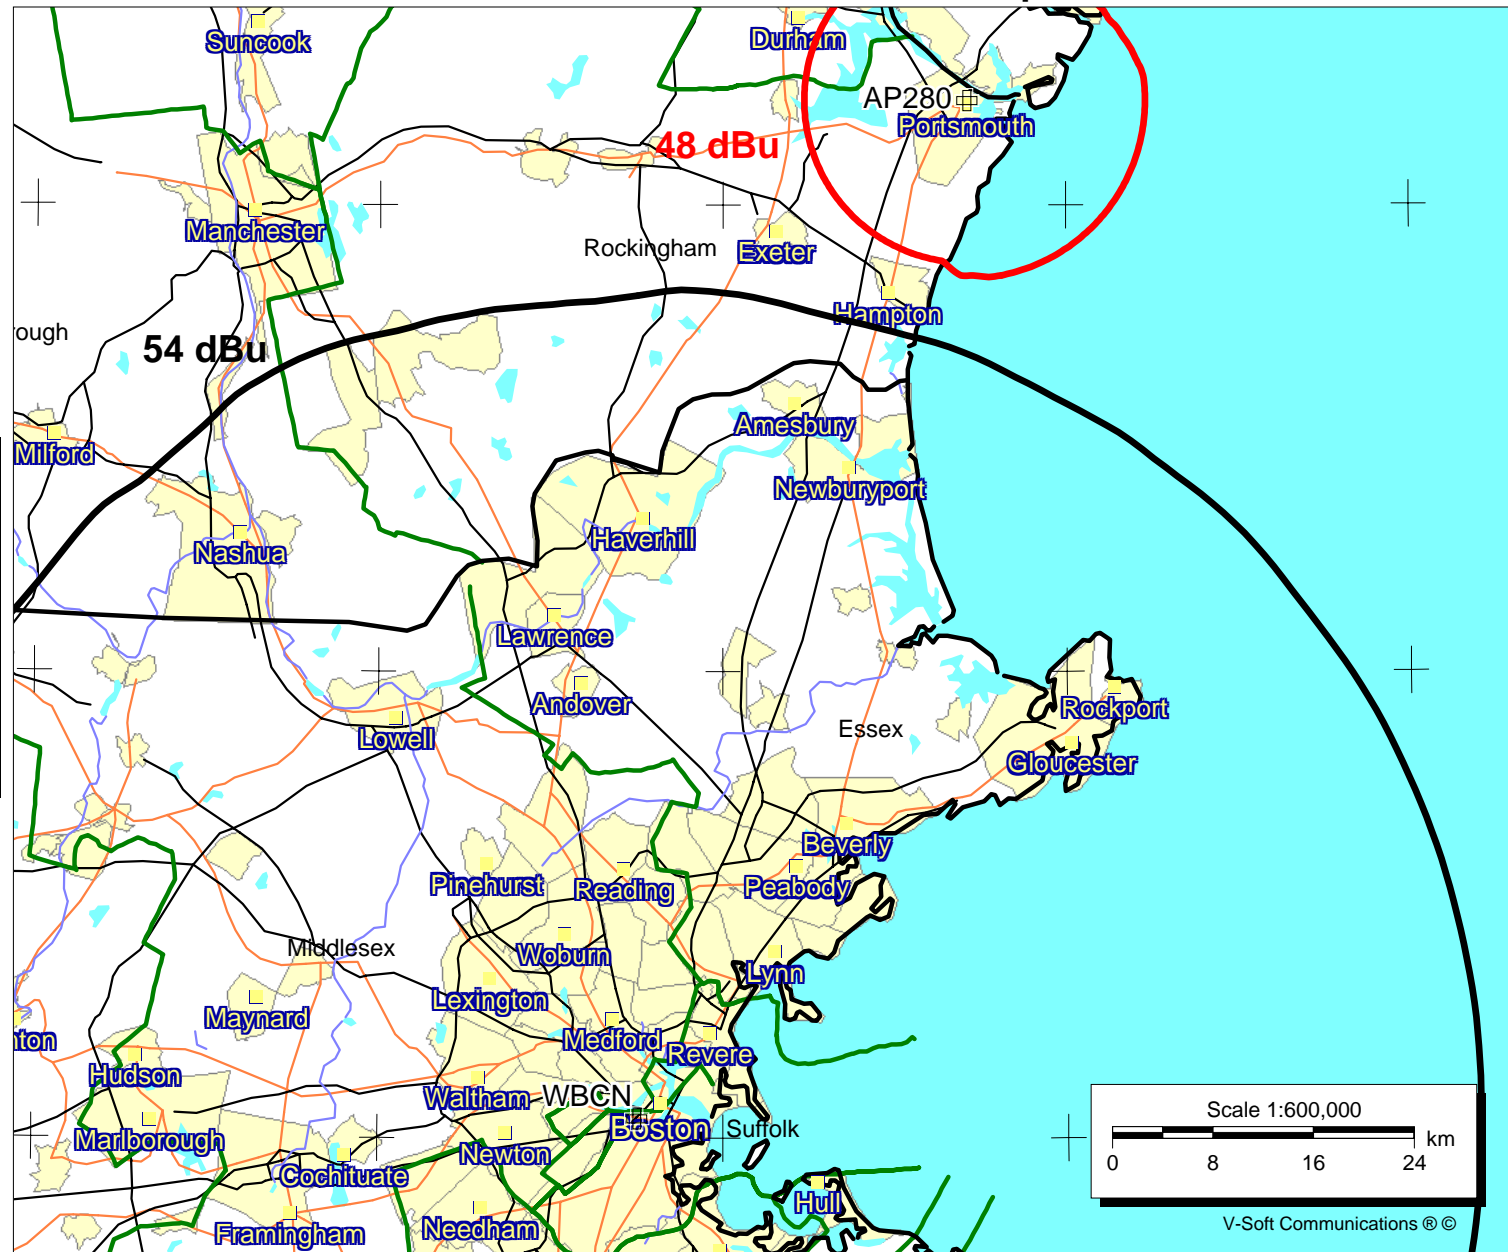 Suncook
Durham
AP280
Portsmouth
48 dBu
Manchester
Rockingham
Exeter
Hampton
rough
54 dBu
Amesbury
Milford
Newburyport
Haverhill
Nashua
Lawrence
Andover
Rockport
Lowell
Essex
Gloucester
Beverly
Pinehurst
Reading
Peabody
Middlesex
Woburn
Lynn
Lexington
Maynard
Medford
nton
Revere
Hudson
Waltham
WBCN
Boston
Suffolk
Marlborough
Newton
Cochituate
Hull
Framingham
Needham
Scale 1:600,000
km
0 8 16 24
V-Soft Communications ® ©